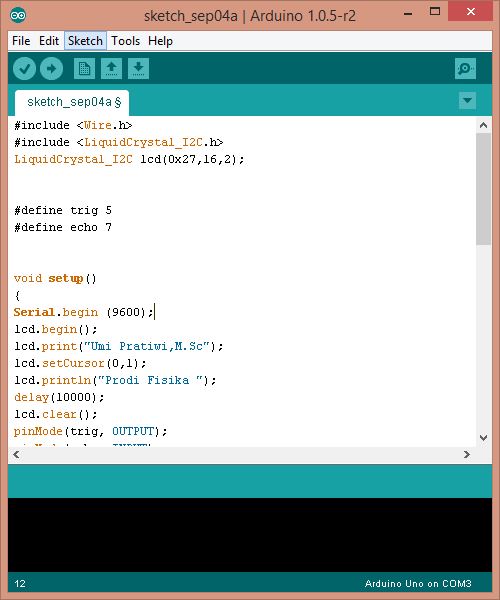 sketch_sep04a | Arduino 1.0.5-r2
File Edit Sketch Tools Help
sketch_sep04a §
#include <Wire.h>
#include <LiquidCrystal_I2C.h>
LiquidCrystal_I2C lcd(0x27,16,2);
#define trig 5
#define echo 7
void setup()
{
Serial.begin (9600);
lcd.begin();
lcd.print("Umi Pratiwi,M.Sc");
lcd.setCursor(0,1);
lcd.println("Prodi Fisika ");
delay(10000);
lcd.clear();
pinMode(trig, OUTPUT);
12
Arduino Uno on COM3